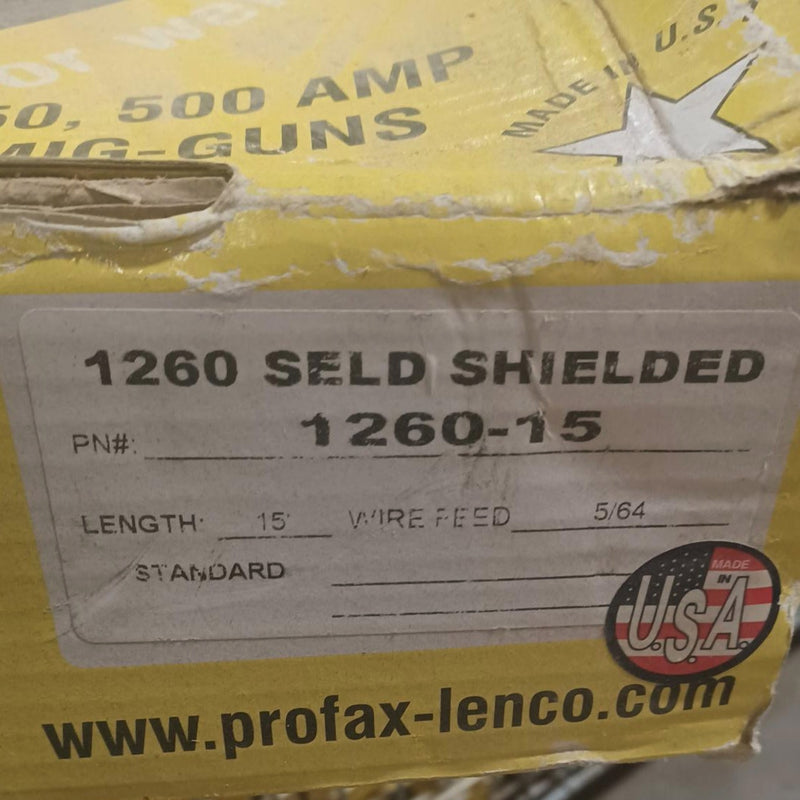 or
50, 500 AMP
MIG-GUNS
MADE IN U.S.
1260 SELD SHIELDED
PN#: 1260-15
LENGTH: 15' WIRE FEED 5/64
STANDARD
MADE
IN
U.S.A.
www.profax-lenco.com